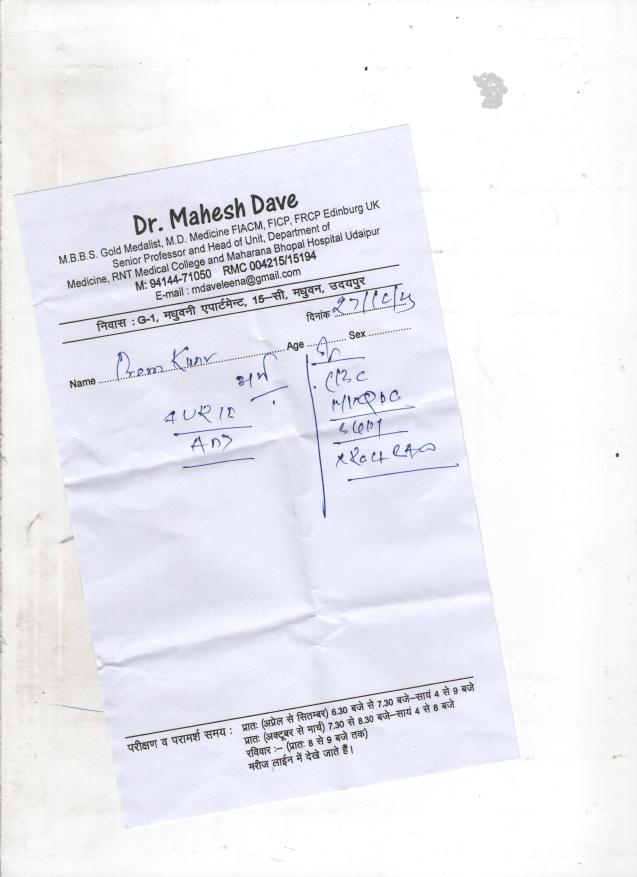 Dr. Mahesh Dave
M.B.B.S. Gold Medalist, M.D. Medicine FIACM, FICP, FRCP Edinburg UK
Senior Professor and Head of Unit, Department of
Medicine, RNT Medical College and Maharana Bhopal Hospital Udaipur
M: 94144-71050 RMC 004215/15194
E-mail : mdaveleena@gmail.com
निवास : G-1, मधुवनी एपार्टमेन्ट, 15-सी, मधुवन, उदयपुर
दिनांक
Name Prem Age Sex
CBC
परीक्षण व परामर्श समय : प्रातः (अप्रेल से सितम्बर) 6.30 बजे से 7.30 बजे-सायं 4 से 9 बजे
प्रातः (अक्टूबर से मार्च) 7.30 से 8.30 बजे-सायं 4 से 8 बजे
रविवार :- (प्रातः 8 से 9 बजे तक)
मरीज लाईन में देखे जाते हैं।